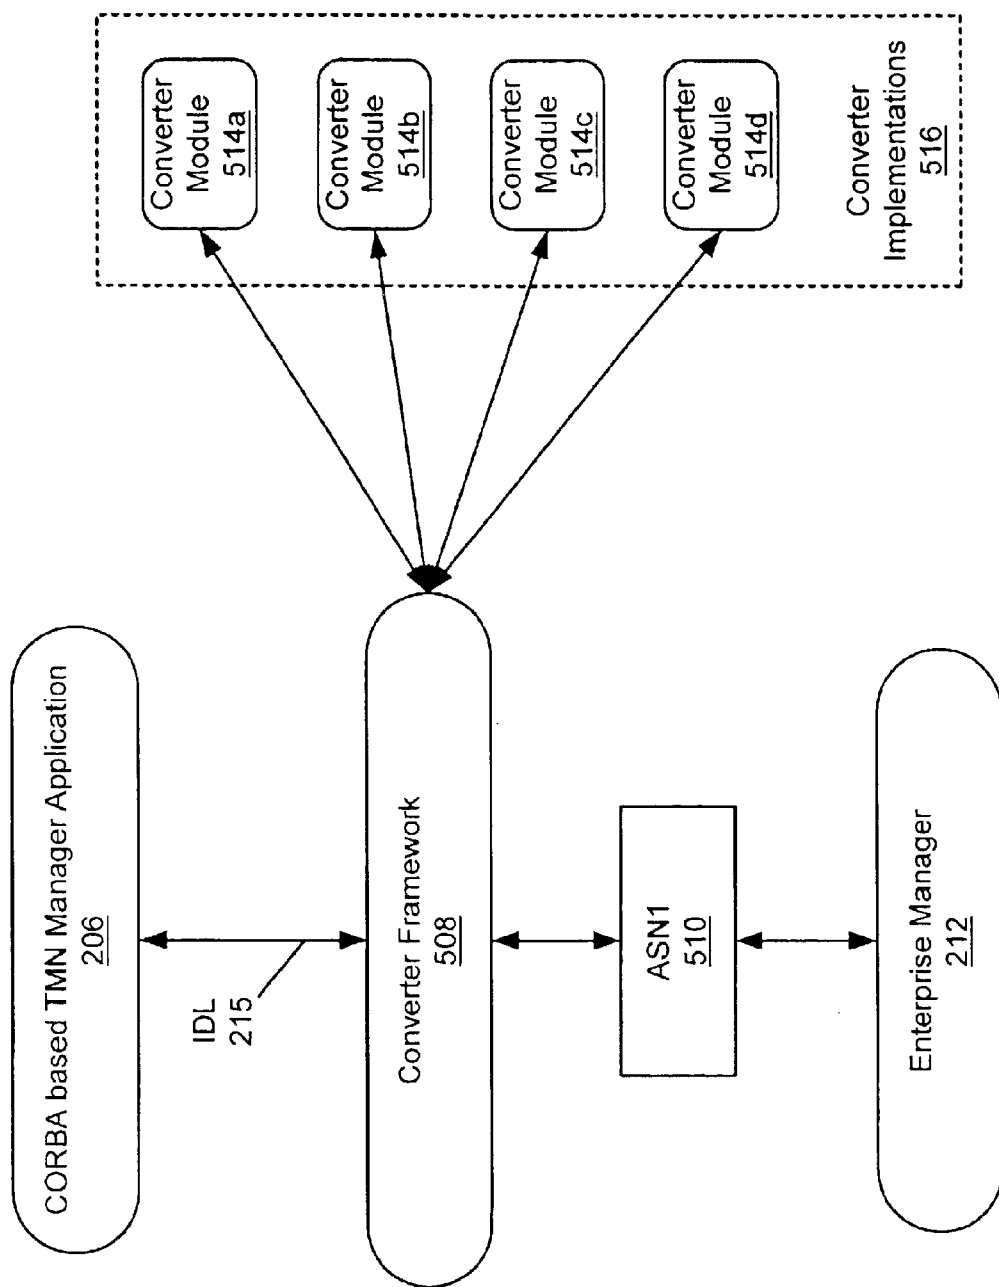 CORBA based TMN Manager Application
206
IDL
215
Converter Framework
508
ASN1
510
Enterprise Manager
212
Converter
Module
514a
Converter
Module
514b
Converter
Module
514c
Converter
Module
514d
Converter
Implementations
516